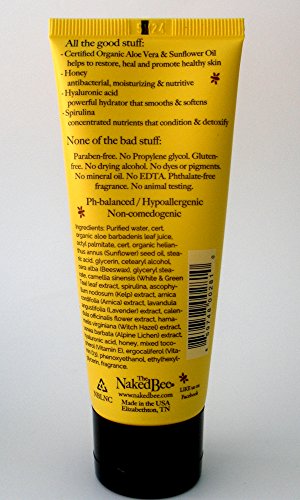 All the good stuff:
- Certified Organic Aloe Vera & Sunflower Oil
helps to restore, heal and promote healthy skin
- Honey
antibacterial, moisturizing & nutritive
- Hyaluronic acid
powerful hydrator that smooths & softens
- Spirulina
concentrated nutrients that condition & detoxify
None of the bad stuff:
Paraben-free. No Propylene glycol. Gluten-
free. No drying alcohol. No dyes or pigments.
No mineral oil. No EDTA. Phthalate-free
fragrance. No animal testing.
Ph-balanced / Hypoallergenic
Non-comedogenic
Ingredients: Purified water, cert.
organic aloe barbadensis leaf juice,
octyl palmitate, cert. organic helian-
thus annus (Sunflower) seed oil, stea-
ric acid, glycerin, cetearyl alcohol,
cera alba (Beeswax), glyceryl stea-
rate, camellia sinensis (White & Green
Tea) leaf extract, spirulina, ascophy-
llum nodosum (Kelp) extract, arnica
montana (Arnica) extract, lavandula
angustifolia (Lavender) extract, calen-
dula officinalis flower extract, hama-
melis virginiana (Witch Hazel) extract,
usnea barbata (Alpine Lichen) extract,
hyaluronic acid, honey, mixed toco-
pherols (Vitamin E), ergocaliferol (Vita-
min D), phenoxyethanol, ethylhexyl-
glycerin, fragrance.
NBLNC
The
Naked Bee
www.nakedbee.com
Made in the USA
Elizabethton, TN
LIKE us on
Facebook